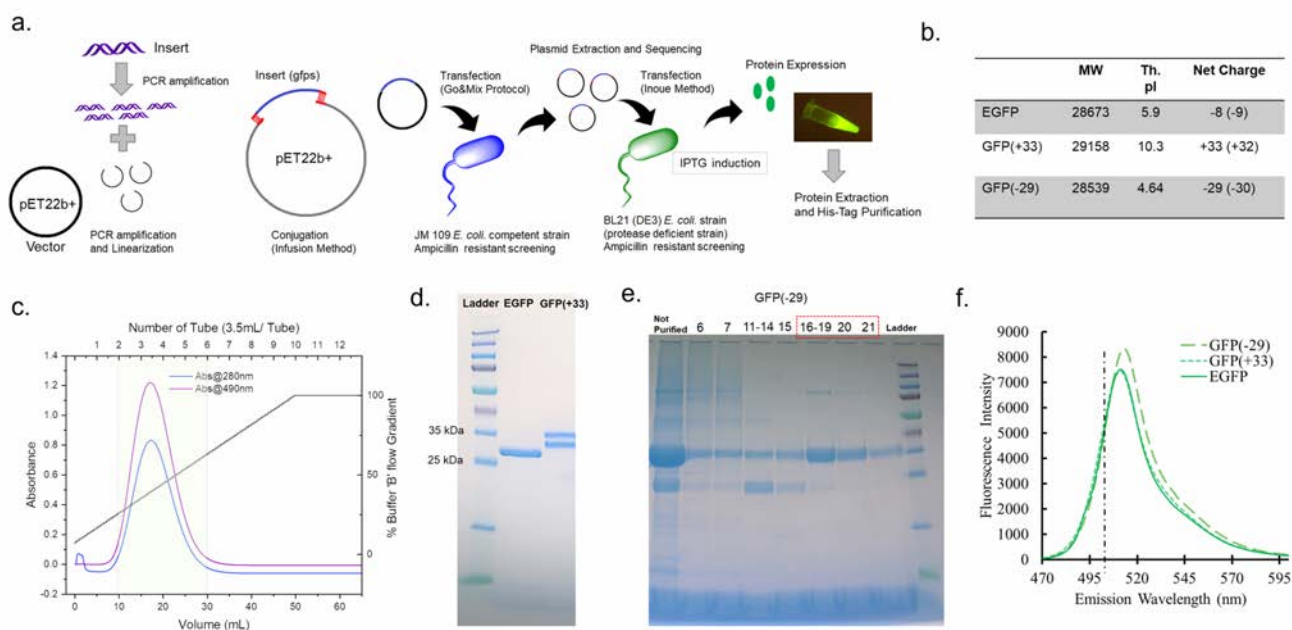 a.
Insert
PCR amplification
pET22b+
Vector
PCR amplification
and Linearization
Insert (gfps)
pET22b+
Conjugation
(Infusion Method)
Transfection
(Go&Mix Protocol)
JM 109 E. coli. competent strain
Ampicillin resistant screening
Plasmid Extraction and Sequencing
Transfection
(Inoue Method)
IPTG induction
BL21 (DE3) E. coli. strain
(protease deficient strain)
Ampicillin resistant screening
Protein Expression
Protein Extraction
and His-Tag Purification
b.
MW Th. pI Net Charge
EGFP 28673 5.9 -8 (-9)
GFP(+33) 29158 10.3 +33 (+32)
GFP(-29) 28539 4.64 -29 (-30)
c.
Number of Tube (3.5mL/ Tube)
1 2 3 4 5 6 7 8 9 10 11 12
Abs@280nm
Abs@490nm
1.4
1.2
1.0
0.8
0.6
0.4
0.2
0.0
-0.2
Absorbance
100
50
0
% Buffer 'B' flow Gradient
0 10 20 30 40 50 60
Volume (mL)
d.
Ladder EGFP GFP(+33)
35 kDa
25 kDa
e.
GFP(-29)
Not
Purified 6 7 11-14 15 16-19 20 21 Ladder
f.
9000
8000
7000
6000
5000
4000
3000
2000
1000
0
Fluorescence Intensity
GFP(-29)
GFP(+33)
EGFP
470 495 520 545 570 595
Emission Wavelength (nm)